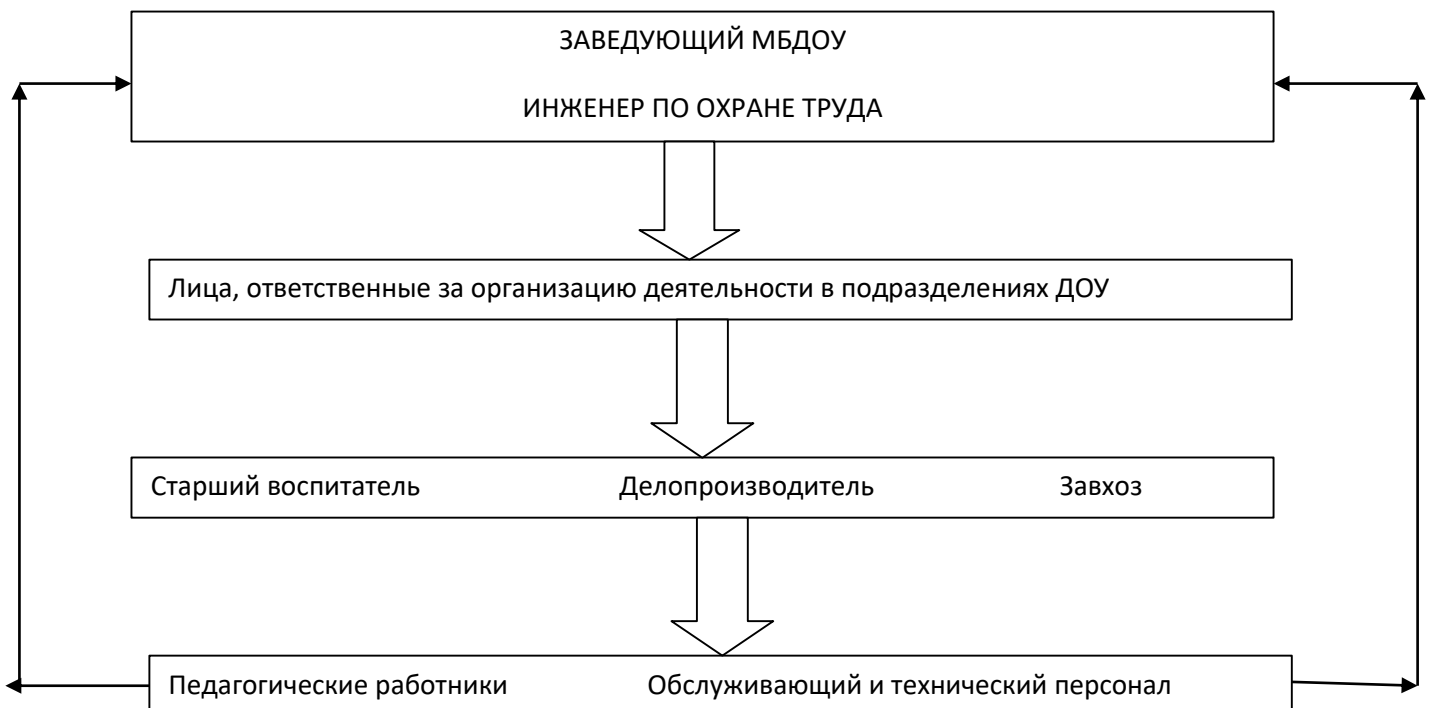 ЗАВЕДУЮЩИЙ МБДОУ
ИНЖЕНЕР ПО ОХРАНЕ ТРУДА
Лица, ответственные за организацию деятельности в подразделениях ДОУ
Старший воспитатель Делопроизводитель Завхоз
Педагогические работники Обслуживающий и технический персонал